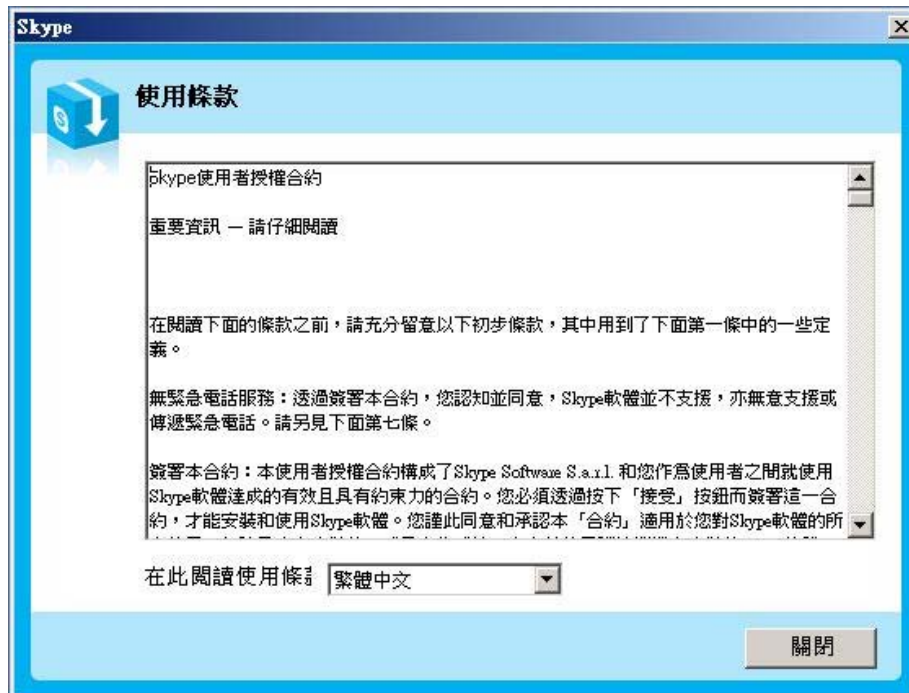 Skype
使用條款
Skype使用者授權合約
重要資訊 — 請仔細閱讀
在閱讀下面的條款之前，請充分留意以下初步條款，其中用到了下面第一條中的一些定
義。
無緊急電話服務：透過簽署本合約，您認知並同意，Skype軟體並不支援，亦無意支援或
傳遞緊急電話。請另見下面第七條。
簽署本合約：本使用者授權合約構成了Skype Software S.a.r.l. 和您作為使用者之間就使用
Skype軟體達成的有效且具有約束力的合約。您必須透過按下「接受」按鈕而簽署這一合
約，才能安裝和使用Skype軟體。您謹此同意和承認本「合約」適用於您對Skype軟體的所
在此閱讀使用條
繁體中文
關閉